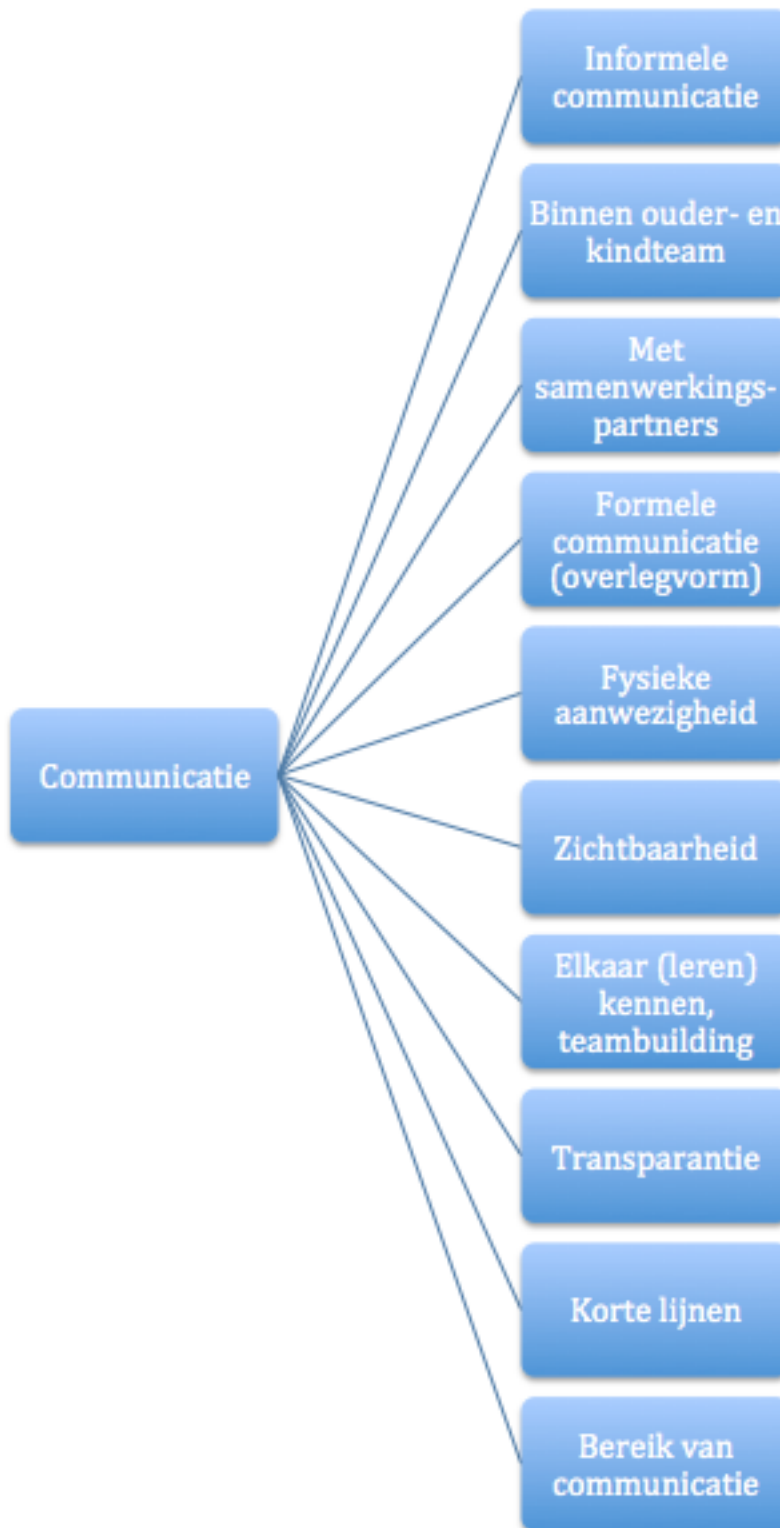 Informele
communicatie
Binnen ouder- en
kindteam
Met
samenwerkings-
partners
Formele
communicatie
(overlegvorm)
Fysieke
aanwezigheid
Communicatie
Zichtbaarheid
Elkaar (leren)
kennen,
teambuilding
Transparantie
Korte lijnen
Bereik van
communicatie